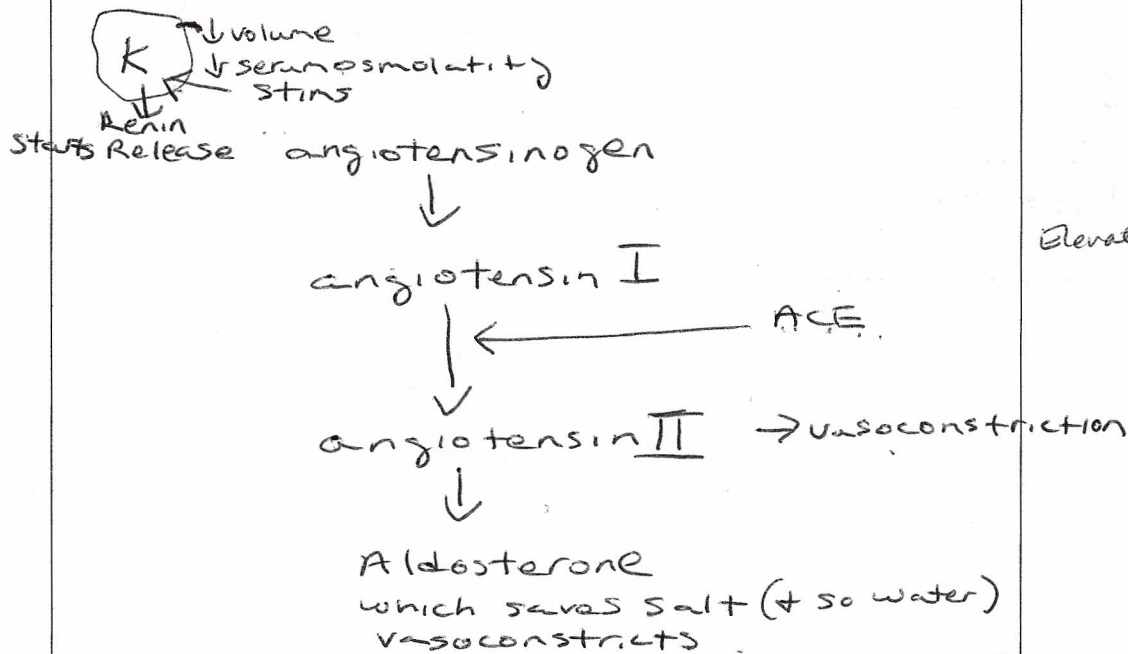 ↓ volume
K
↓ serumosmolatity
stims
Renin
starts Release angiotensinogen
↓
angiotensin I
← ACE
↓
angiotensin II → vasoconstriction
↓
Aldosterone
which saves salt (+ so water)
vasoconstricts
Elevat